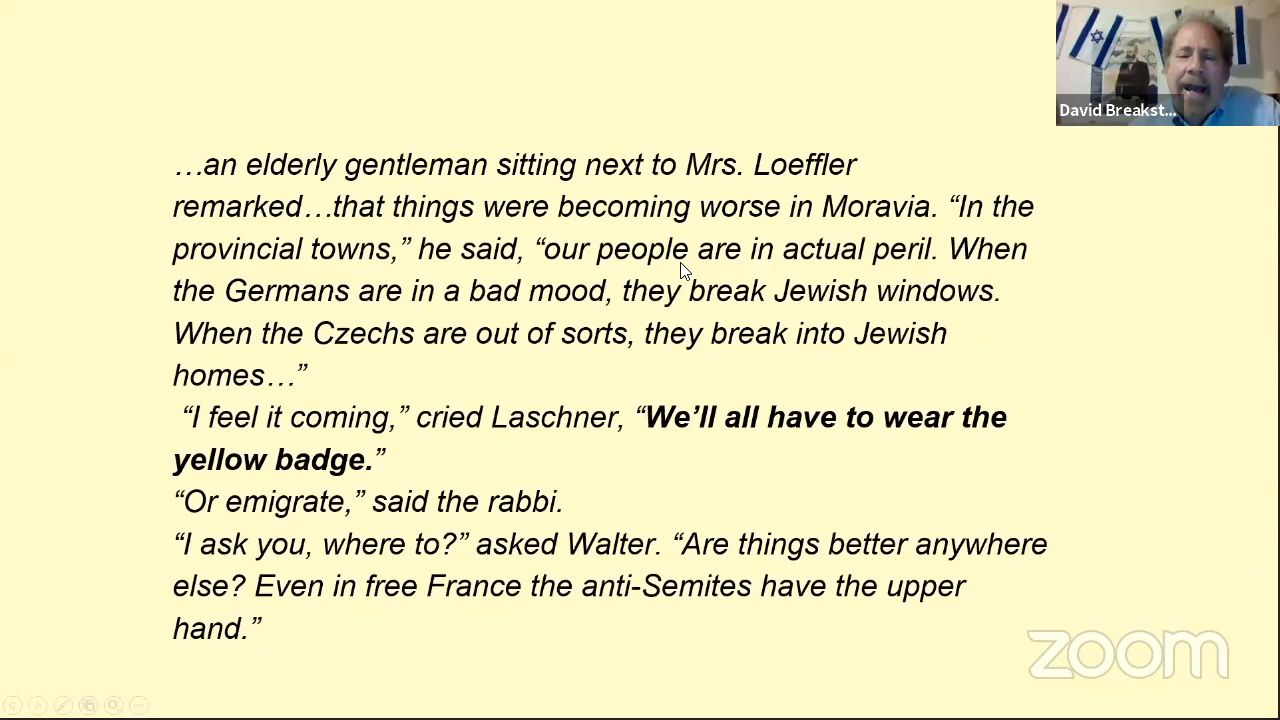 David Breakst...
…an elderly gentleman sitting next to Mrs. Loeffler
remarked…that things were becoming worse in Moravia. “In the
provincial towns,” he said, “our people are in actual peril. When
the Germans are in a bad mood, they break Jewish windows.
When the Czechs are out of sorts, they break into Jewish
homes…”
“I feel it coming,” cried Laschner, “We’ll all have to wear the
yellow badge.”
“Or emigrate,” said the rabbi.
“I ask you, where to?” asked Walter. “Are things better anywhere
else? Even in free France the anti-Semites have the upper
hand.”
zoom